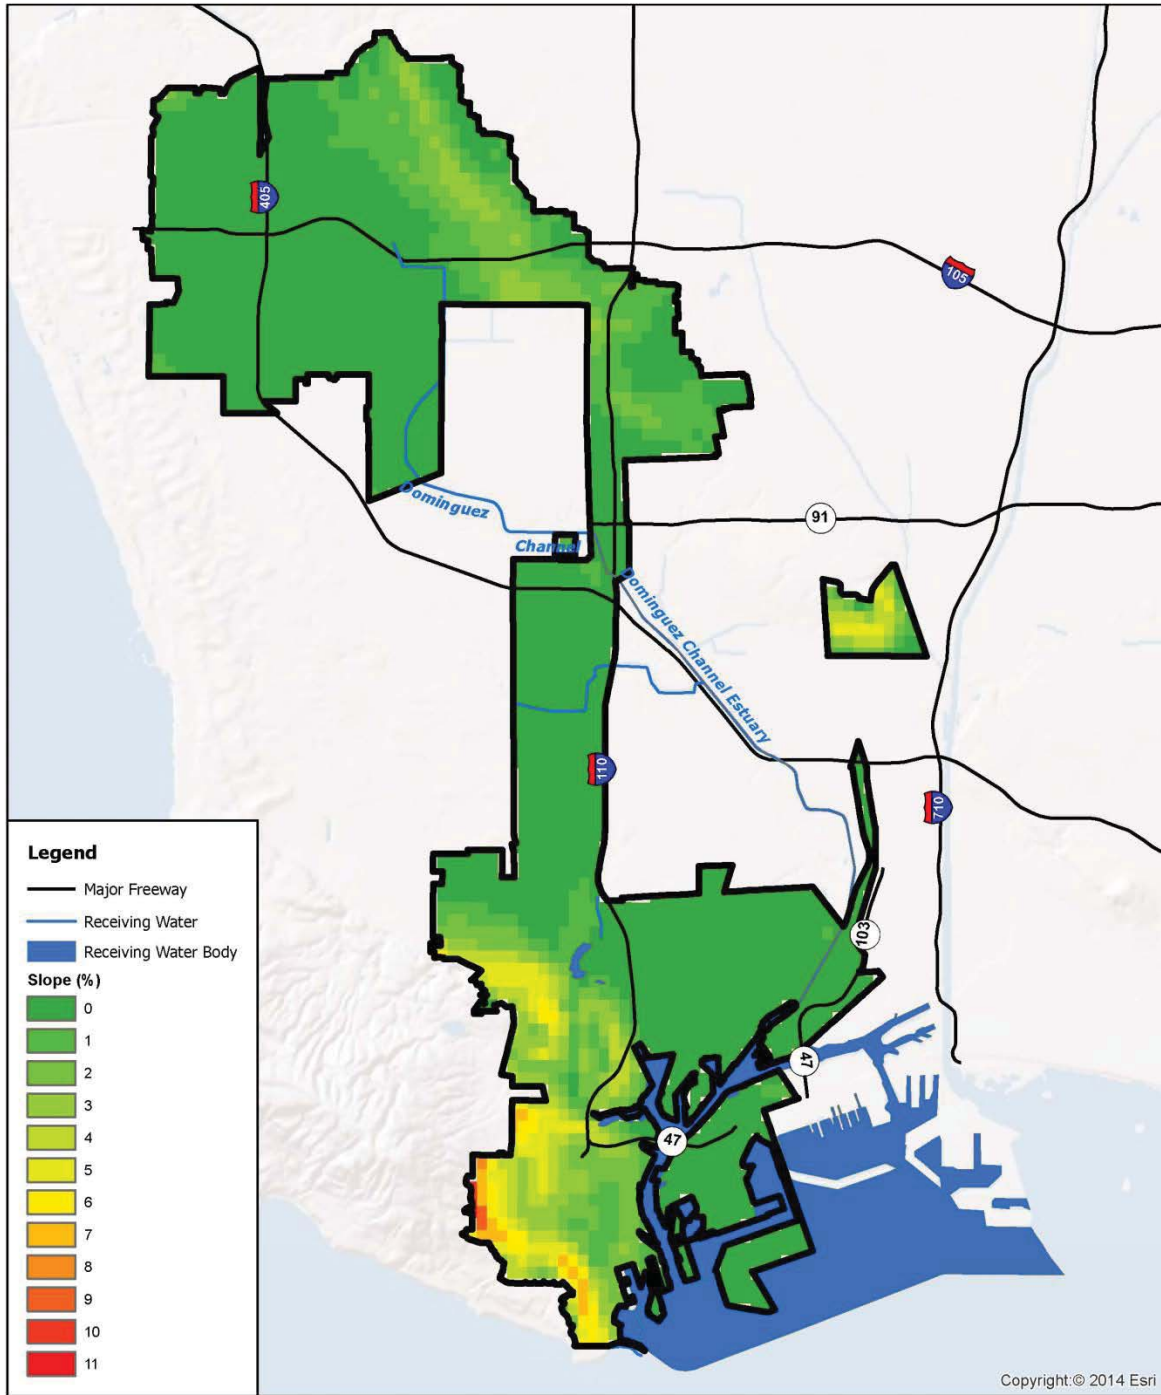 405
105
Dominguez
91
Channel
Dominguez Channel Estuary
110
710
Legend
Major Freeway
Receiving Water
Receiving Water Body
Slope (%)
0
1
2
3
4
5
6
7
8
9
10
11
103
47
47
Copyright:© 2014 Esri